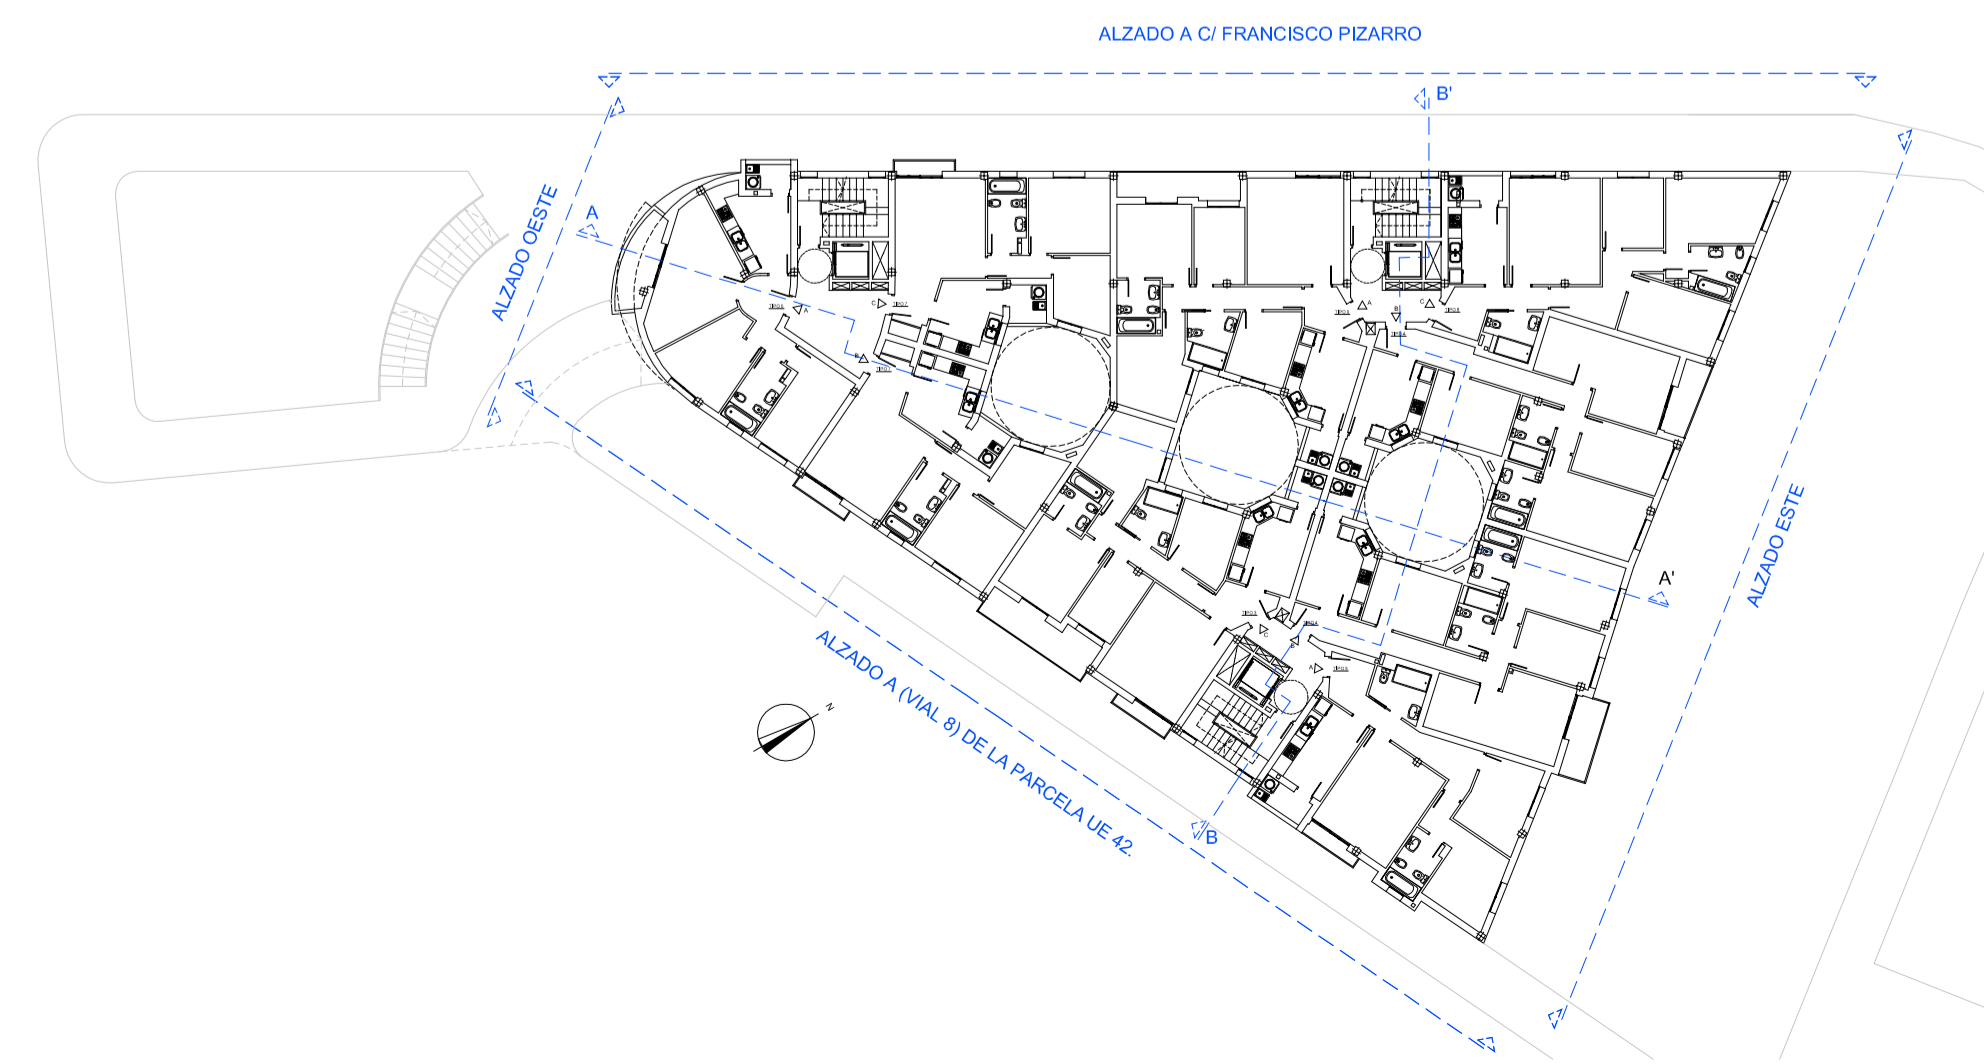 ALZADO A C/ FRANCISCO PIZARRO
B'
A
ALZADO OESTE
C
A
B
A
C
B
A'
ALZADO ESTE
C
B
A
ALZADO A (VIAL 8) DE LA PARCELA UE 42.
N
B